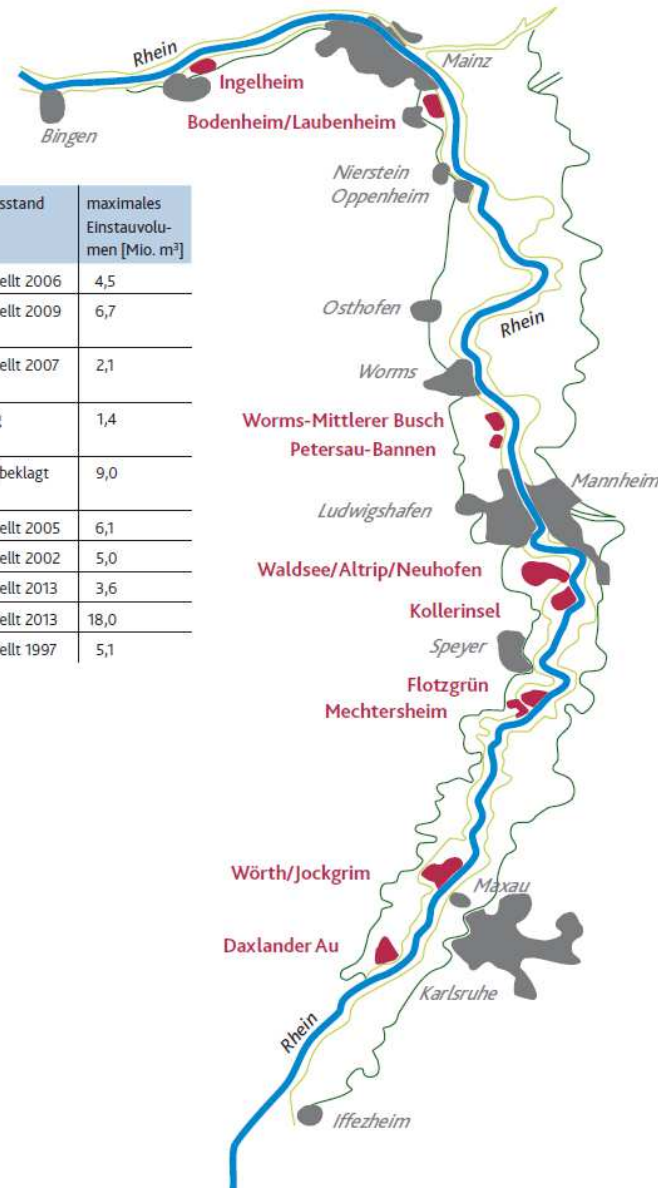 Rhein
Mainz
Ingelheim
Bingen
Bodenheim/Laubenheim
Nierstein
Oppenheim
sstand
maximales
Einstauvolu-
men [Mio. m³]
ellt 2006 4,5
ellt 2009 6,7
ellt 2007 2,1
1,4
beklagt 9,0
ellt 2005 6,1
ellt 2002 5,0
ellt 2013 3,6
ellt 2013 18,0
ellt 1997 5,1
Osthofen
Rhein
Worms
Worms-Mittlerer Busch
Petersau-Bannen
Mannheim
Ludwigshafen
Waldsee/Altrip/Neuhofen
Kollerinsel
Speyer
Flotzgrün
Mechtersheim
Wörth/Jockgrim
Maxau
Daxlander Au
Karlsruhe
Rhein
Iffezheim